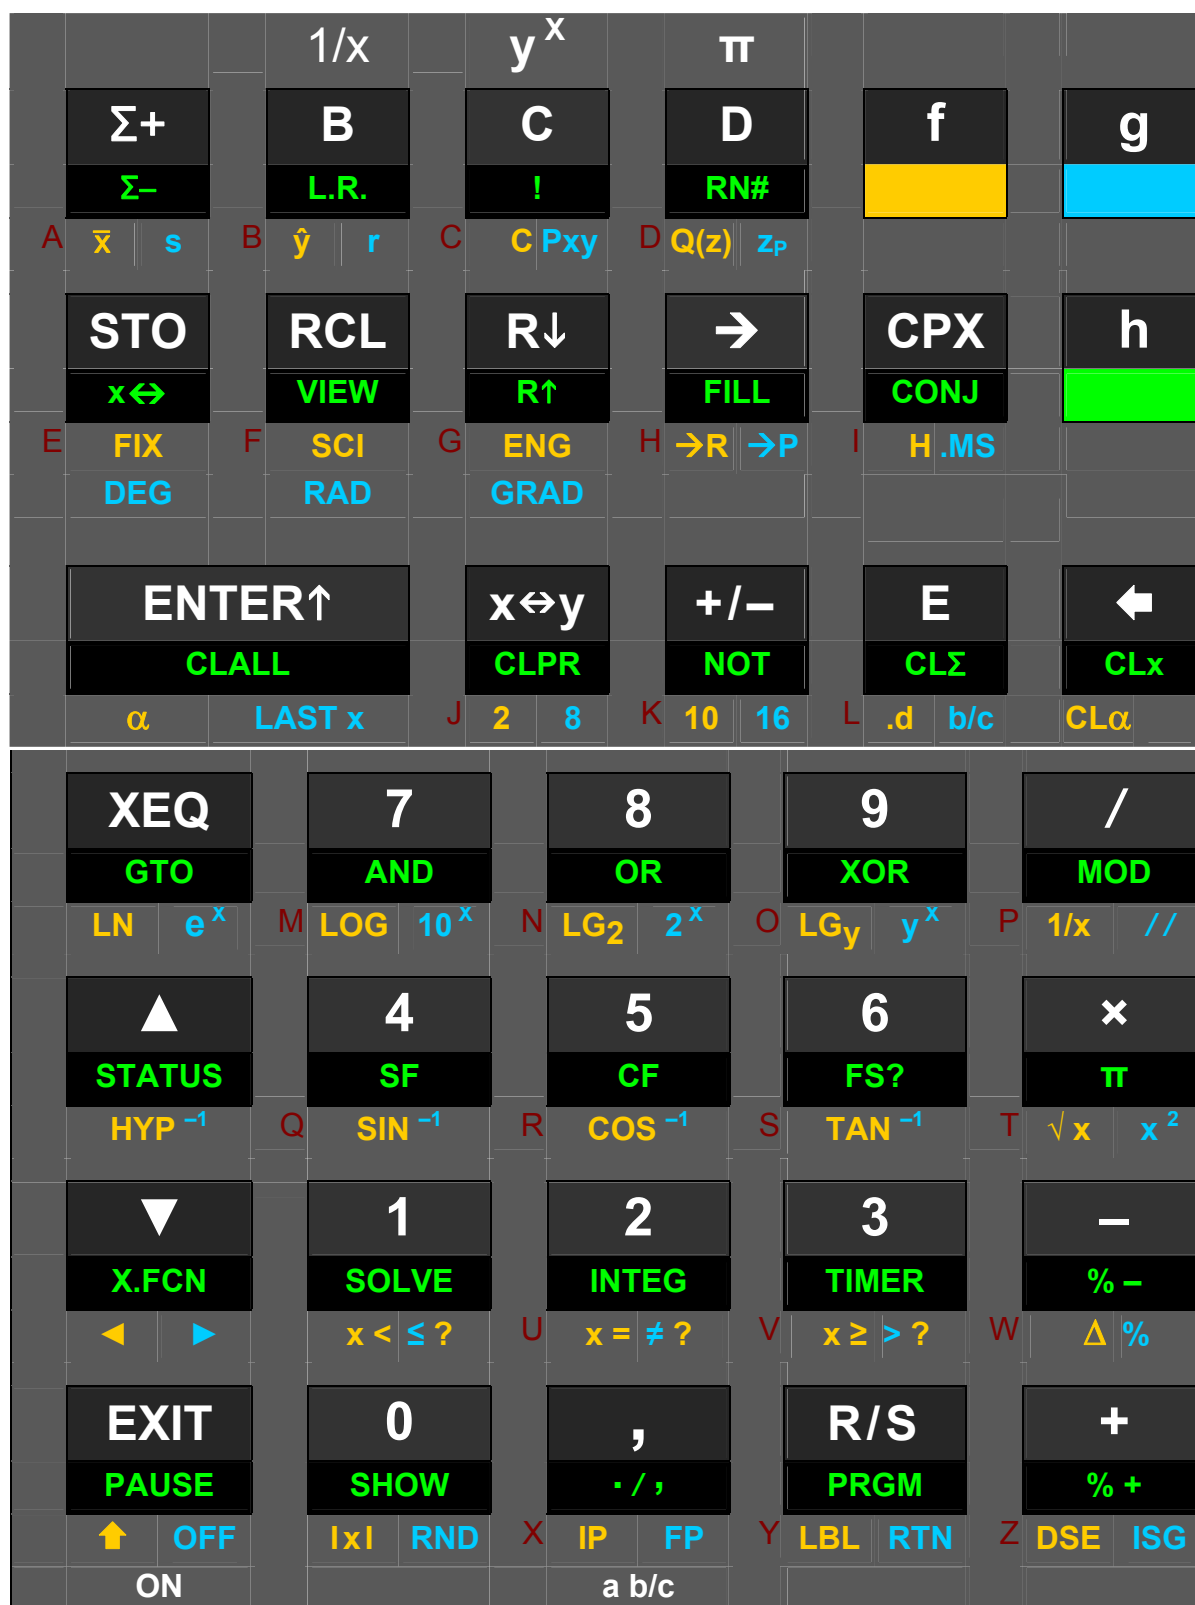 1/x y x π
Σ+ B C D f g
Σ– L.R. ! RN#
A x̅ s B ŷ r C C Pxy D Q(z) zP
STO RCL R↓ → CPX h
x↔ VIEW R↑ FILL CONJ
E FIX F SCI G ENG H →R →P I H .MS
DEG RAD GRAD
ENTER↑ x↔y +/– E ←
CLALL CLPR NOT CLΣ CLx
α LAST x J 2 8 K 10 16 L .d b/c CLα
XEQ 7 8 9 /
GTO AND OR XOR MOD
LN e x M LOG 10 x N LG2 2 x O LGy y x P 1/x //
▲ 4 5 6 ×
STATUS SF CF FS? π
HYP –1 Q SIN –1 R COS –1 S TAN –1 T √ x x 2
▼ 1 2 3 –
X.FCN SOLVE INTEG TIMER % –
◄ ► x < ≤ ? U x = ≠ ? V x ≥ > ? W Δ %
EXIT 0 , R/S +
PAUSE SHOW ·/, PRGM % +
↑ OFF |x| RND X IP FP Y LBL RTN Z DSE ISG
ON a b/c